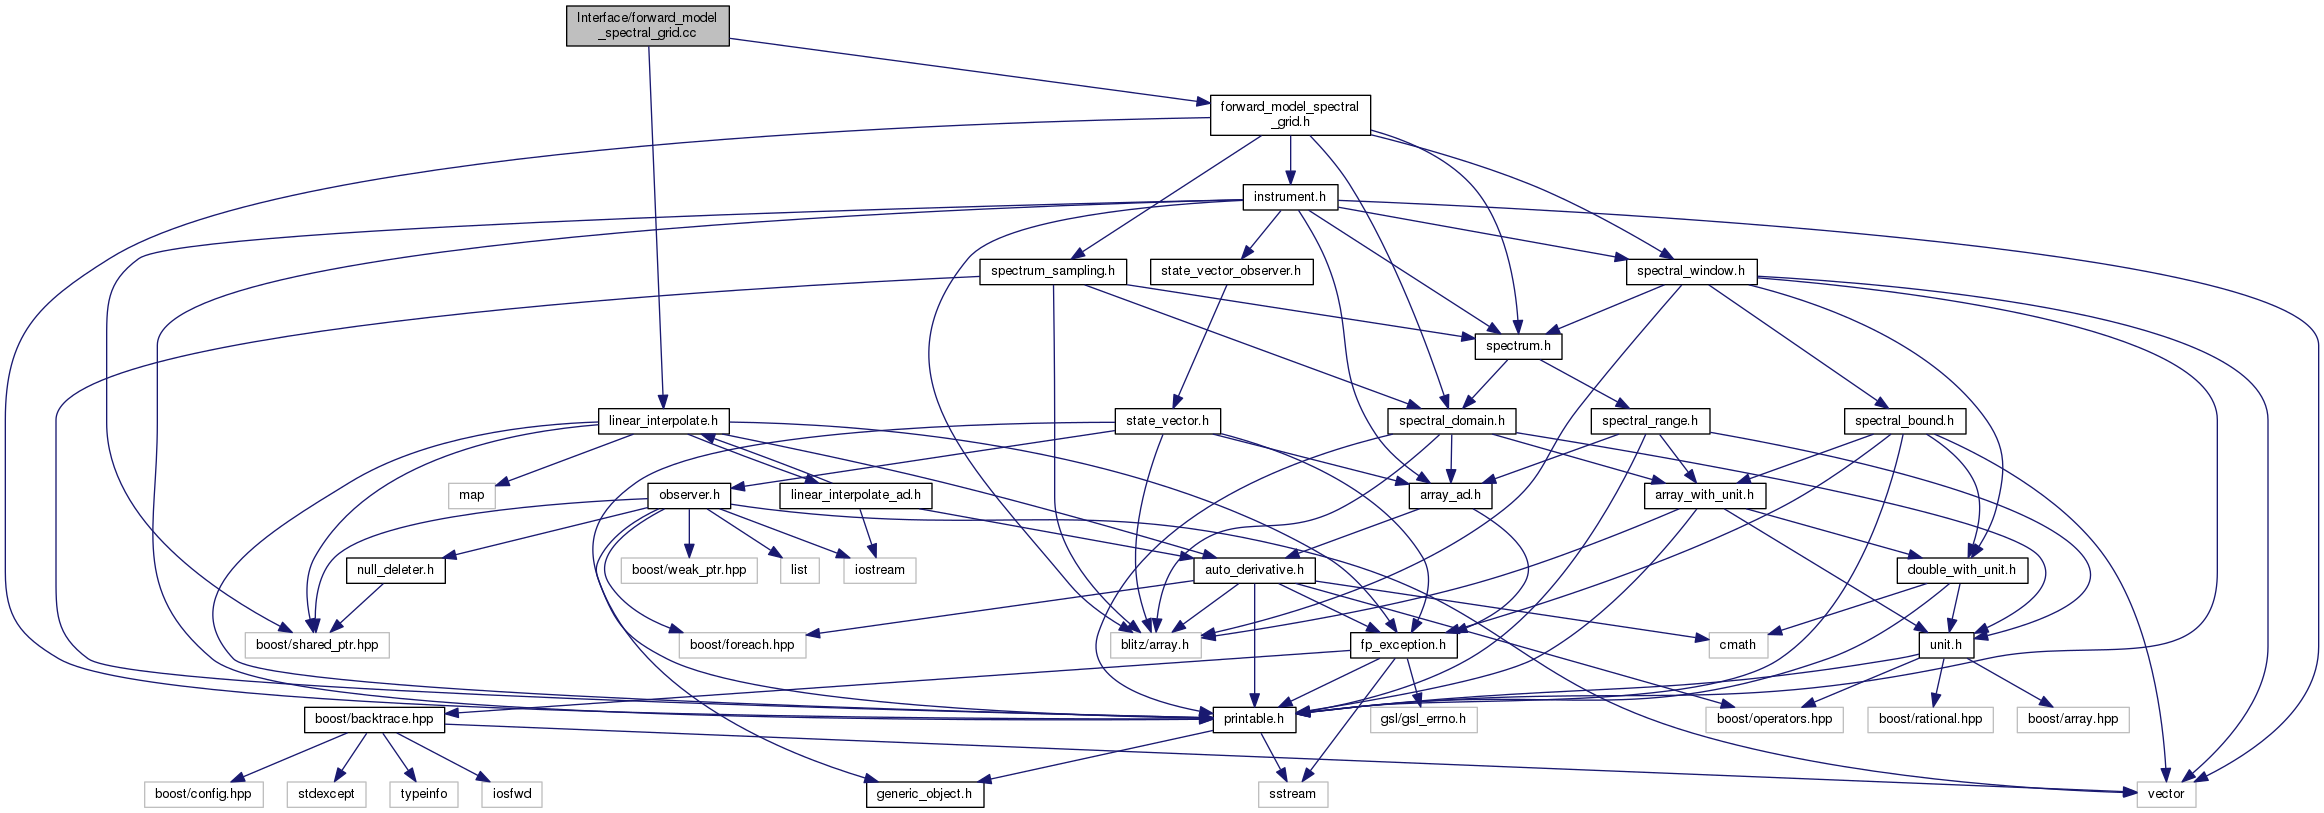 Interface/forward_model
_spectral_grid.cc
forward_model_spectral
_grid.h
instrument.h
spectrum_sampling.h
state_vector_observer.h
spectral_window.h
spectrum.h
linear_interpolate.h
state_vector.h
spectral_domain.h
spectral_range.h
spectral_bound.h
map
observer.h
linear_interpolate_ad.h
array_ad.h
array_with_unit.h
null_deleter.h
boost/weak_ptr.hpp
list
iostream
auto_derivative.h
double_with_unit.h
boost/shared_ptr.hpp
boost/foreach.hpp
blitz/array.h
fp_exception.h
cmath
unit.h
boost/backtrace.hpp
printable.h
gsl/gsl_errno.h
boost/operators.hpp
boost/rational.hpp
boost/array.hpp
boost/config.hpp
stdexcept
typeinfo
iosfwd
generic_object.h
sstream
vector